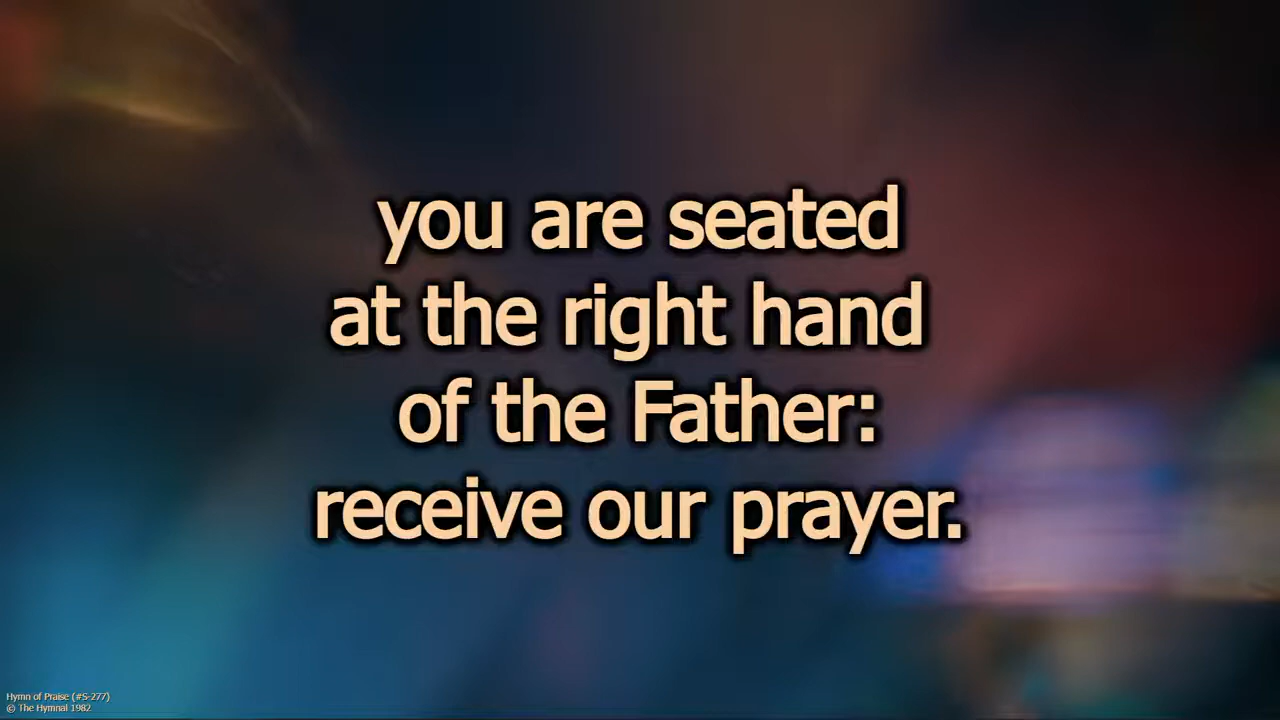 you are seated
at the right hand
of the Father:
receive our prayer.
Hymn of Praise (#S-277)
© The Hymnal 1982